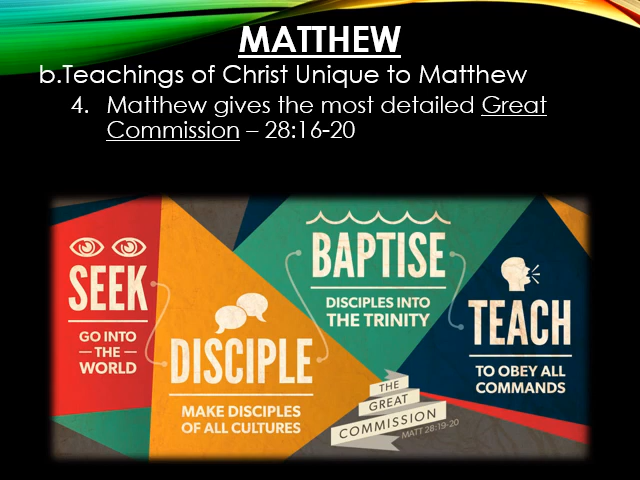 MATTHEW
b.Teachings of Christ Unique to Matthew
4. Matthew gives the most detailed Great
Commission – 28:16-20
SEEK
GO INTO
— THE —
WORLD
DISCIPLE
MAKE DISCIPLES
OF ALL CULTURES
BAPTISE
DISCIPLES INTO
THE TRINITY
TEACH
TO OBEY ALL
COMMANDS
THE
GREAT
COMMISSION
MATT 28:19-20